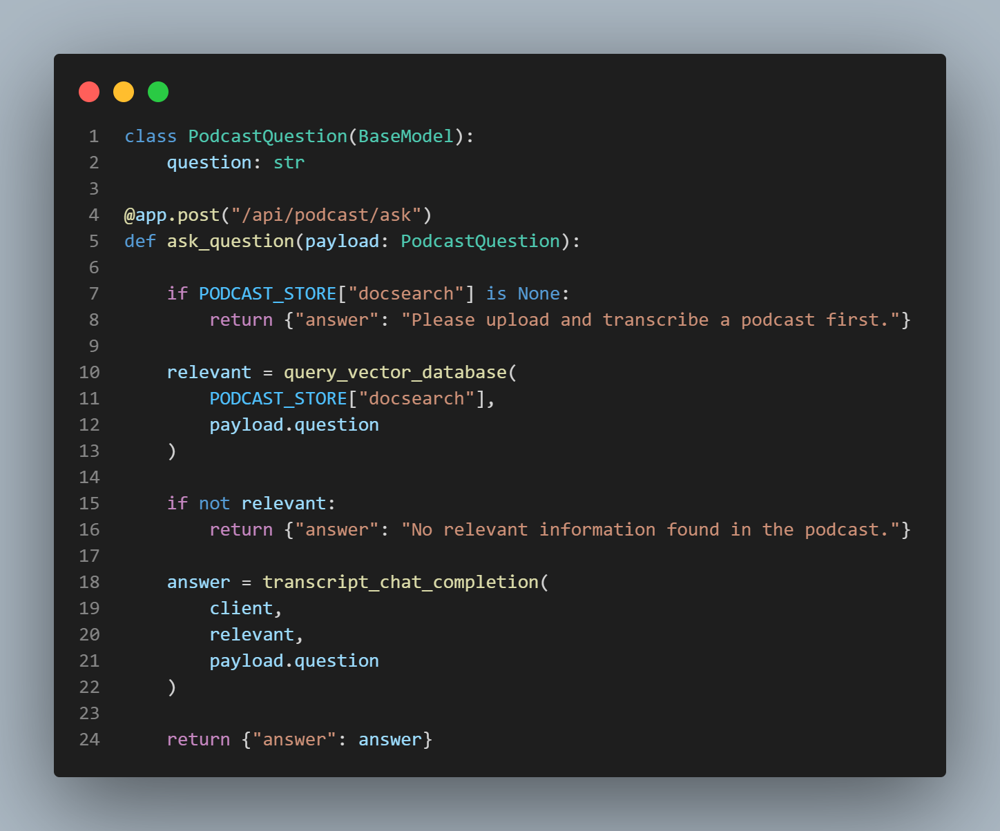 1 class PodcastQuestion(BaseModel):
2     question: str
3
4 @app.post("/api/podcast/ask")
5 def ask_question(payload: PodcastQuestion):
6
7     if PODCAST_STORE["docsearch"] is None:
8         return {"answer": "Please upload and transcribe a podcast first."}
9
10     relevant = query_vector_database(
11         PODCAST_STORE["docsearch"],
12         payload.question
13     )
14
15     if not relevant:
16         return {"answer": "No relevant information found in the podcast."}
17
18     answer = transcript_chat_completion(
19         client,
20         relevant,
21         payload.question
22     )
23
24     return {"answer": answer}